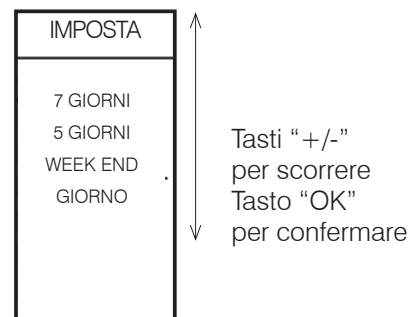 IMPOSTA
7 GIORNI
5 GIORNI
WEEK END
GIORNO
Tasti “+/-”
per scorrere
Tasto “OK”
per confermare